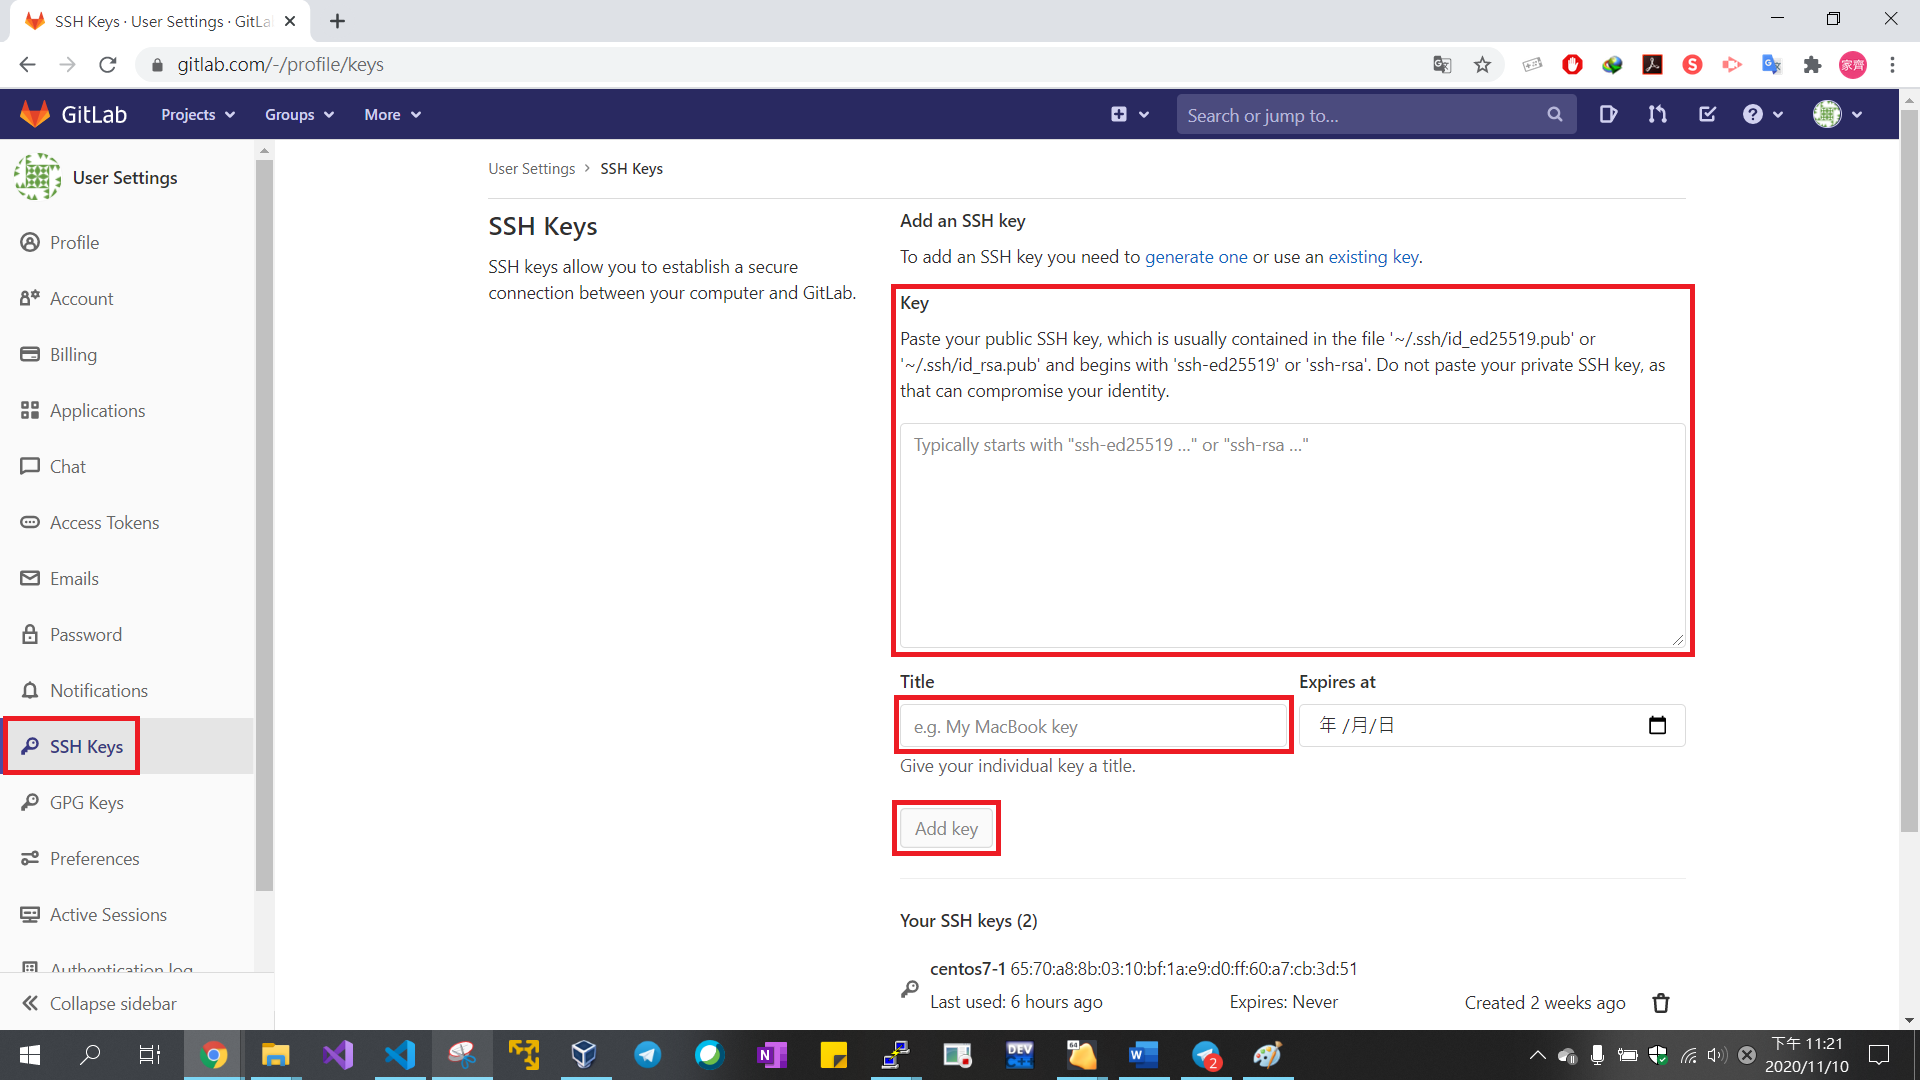 SSH Keys · User Settings · GitLa
gitlab.com/-/profile/keys
家齊
GitLab
Projects
Groups
More
Search or jump to...
User Settings
Profile
Account
Billing
Applications
Chat
Access Tokens
Emails
Password
Notifications
SSH Keys
GPG Keys
Preferences
Active Sessions
Authentication log
Collapse sidebar
User Settings > SSH Keys
SSH Keys
SSH keys allow you to establish a secure
connection between your computer and GitLab.
Add an SSH key
To add an SSH key you need to generate one or use an existing key.
Key
Paste your public SSH key, which is usually contained in the file '~/.ssh/id_ed25519.pub' or
'~/.ssh/id_rsa.pub' and begins with 'ssh-ed25519' or 'ssh-rsa'. Do not paste your private SSH key, as
that can compromise your identity.
Typically starts with "ssh-ed25519 ..." or "ssh-rsa ..."
Title
Expires at
e.g. My MacBook key
年 /月/日
Give your individual key a title.
Add key
Your SSH keys (2)
centos7-1 65:70:a8:8b:03:10:bf:1a:e9:d0:ff:60:a7:cb:3d:51
Last used: 6 hours ago
Expires: Never
Created 2 weeks ago
N
DEV
C++
64
W
2
下午 11:21
2020/11/10